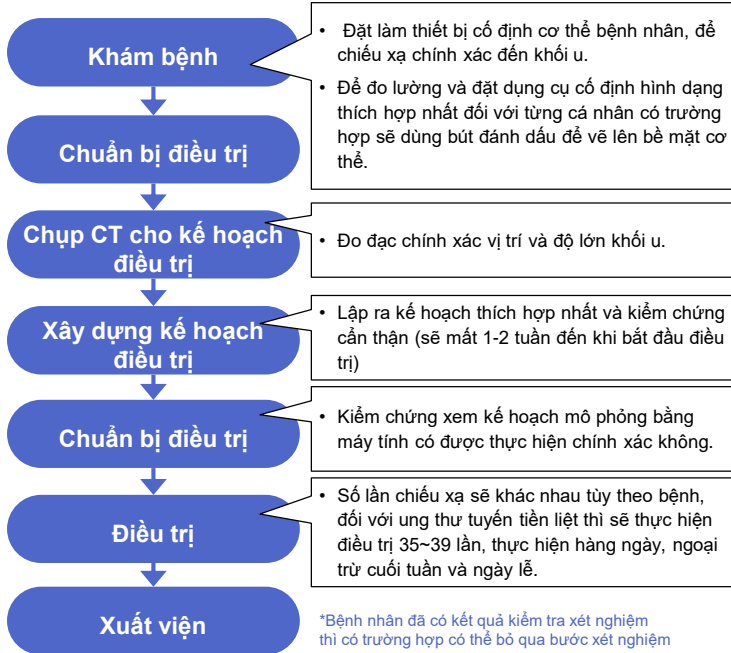 Khám bệnh
• Đặt làm thiết bị cố định cơ thể bệnh nhân, để
chiếu xạ chính xác đến khối u.
• Để đo lường và đặt dụng cụ cố định hình dạng
thích hợp nhất đối với từng cá nhân có trường
hợp sẽ dùng bút đánh dấu để vẽ lên bề mặt cơ
thể.
Chuẩn bị điều trị
Chụp CT cho kế hoạch
điều trị
• Đo đạc chính xác vị trí và độ lớn khối u.
Xây dựng kế hoạch
điều trị
• Lập ra kế hoạch thích hợp nhất và kiểm chứng
cẩn thận (sẽ mất 1-2 tuần đến khi bắt đầu điều
trị)
Chuẩn bị điều trị
• Kiểm chứng xem kế hoạch mô phỏng bằng
máy tính có được thực hiện chính xác không.
Điều trị
• Số lần chiếu xạ sẽ khác nhau tùy theo bệnh,
đối với ung thư tuyến tiền liệt thì sẽ thực hiện
điều trị 35~39 lần, thực hiện hàng ngày, ngoại
trừ cuối tuần và ngày lễ.
Xuất viện
*Bệnh nhân đã có kết quả kiểm tra xét nghiệm
thì có trường hợp có thể bỏ qua bước xét nghiệm